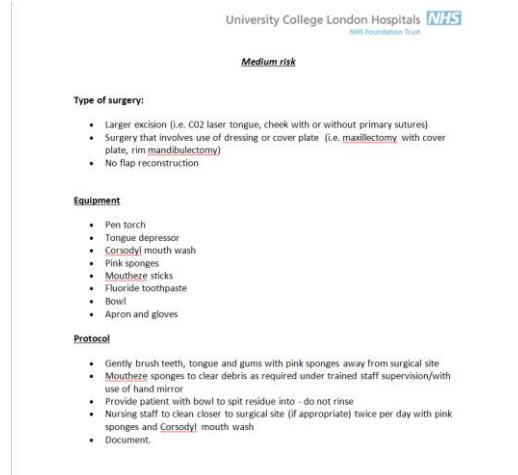 University College London Hospitals NHS
NHS Foundation Trust
Medium risk
Type of surgery:
• Larger excision (i.e. C02 laser tongue, cheek with or without primary sutures)
• Surgery that involves use of dressing or cover plate (i.e. maxillectomy with cover
plate, rim mandibulectomy)
• No flap reconstruction
Equipment
• Pen torch
• Tongue depressor
• Corsodyl mouth wash
• Pink sponges
• Moutheze sticks
• Fluoride toothpaste
• Bowl
• Apron and gloves
Protocol
• Gently brush teeth, tongue and gums with pink sponges away from surgical site
• Moutheze sponges to clear debris as required under trained staff supervision/with
use of hand mirror
• Provide patient with bowl to spit residue into - do not rinse
• Nursing staff to clean closer to surgical site (if appropriate) twice per day with pink
sponges and Corsodyl mouth wash
• Document.